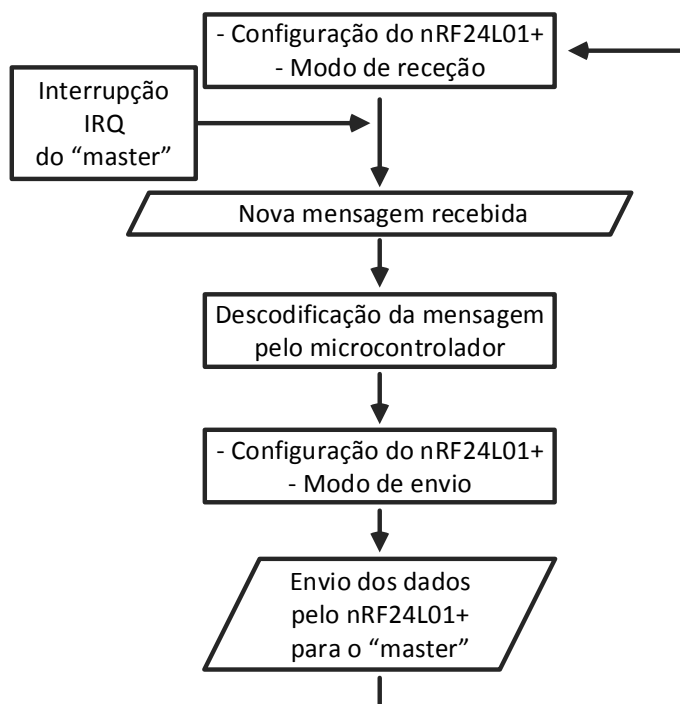 - Configuração do nRF24L01+
- Modo de receção
Interrupção
IRQ
do “master”
Nova mensagem recebida
Descodificação da mensagem
pelo microcontrolador
- Configuração do nRF24L01+
- Modo de envio
Envio dos dados
pelo nRF24L01+
para o “master”